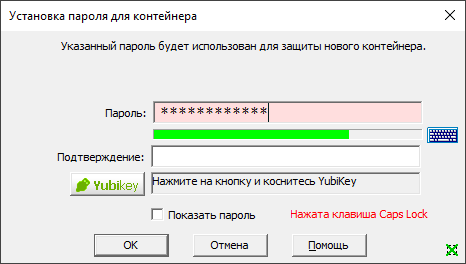 Установка пароля для контейнера
Указанный пароль будет использован для защиты нового контейнера.
Пароль: ************
Подтверждение:
Yubikey Нажмите на кнопку и коснитесь YubiKey
Показать пароль Нажата клавиша Caps Lock
OK Отмена Помощь